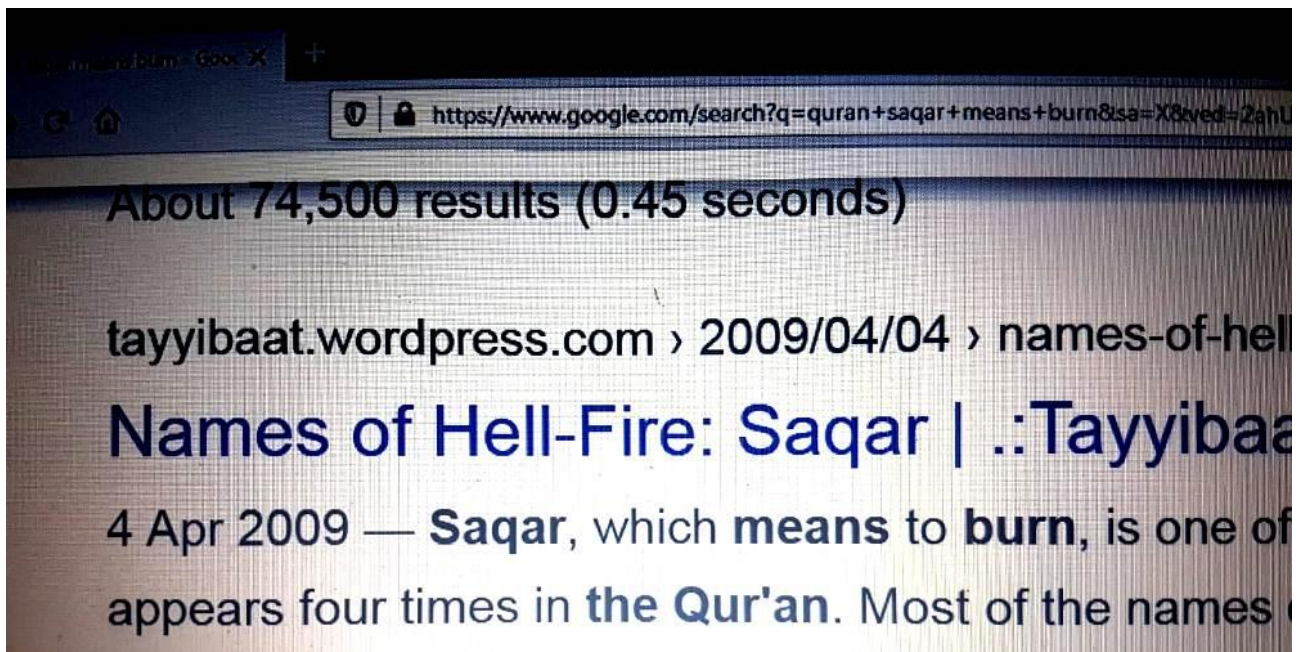 https://www.google.com/search?q=quran+saqar+means+burn&sa=X&ved=2ahU
About 74,500 results (0.45 seconds)
tayyibaat.wordpress.com › 2009/04/04 › names-of-hell
Names of Hell-Fire: Saqar | .:Tayyibaa
4 Apr 2009 — Saqar, which means to burn, is one of
appears four times in the Qur'an. Most of the names